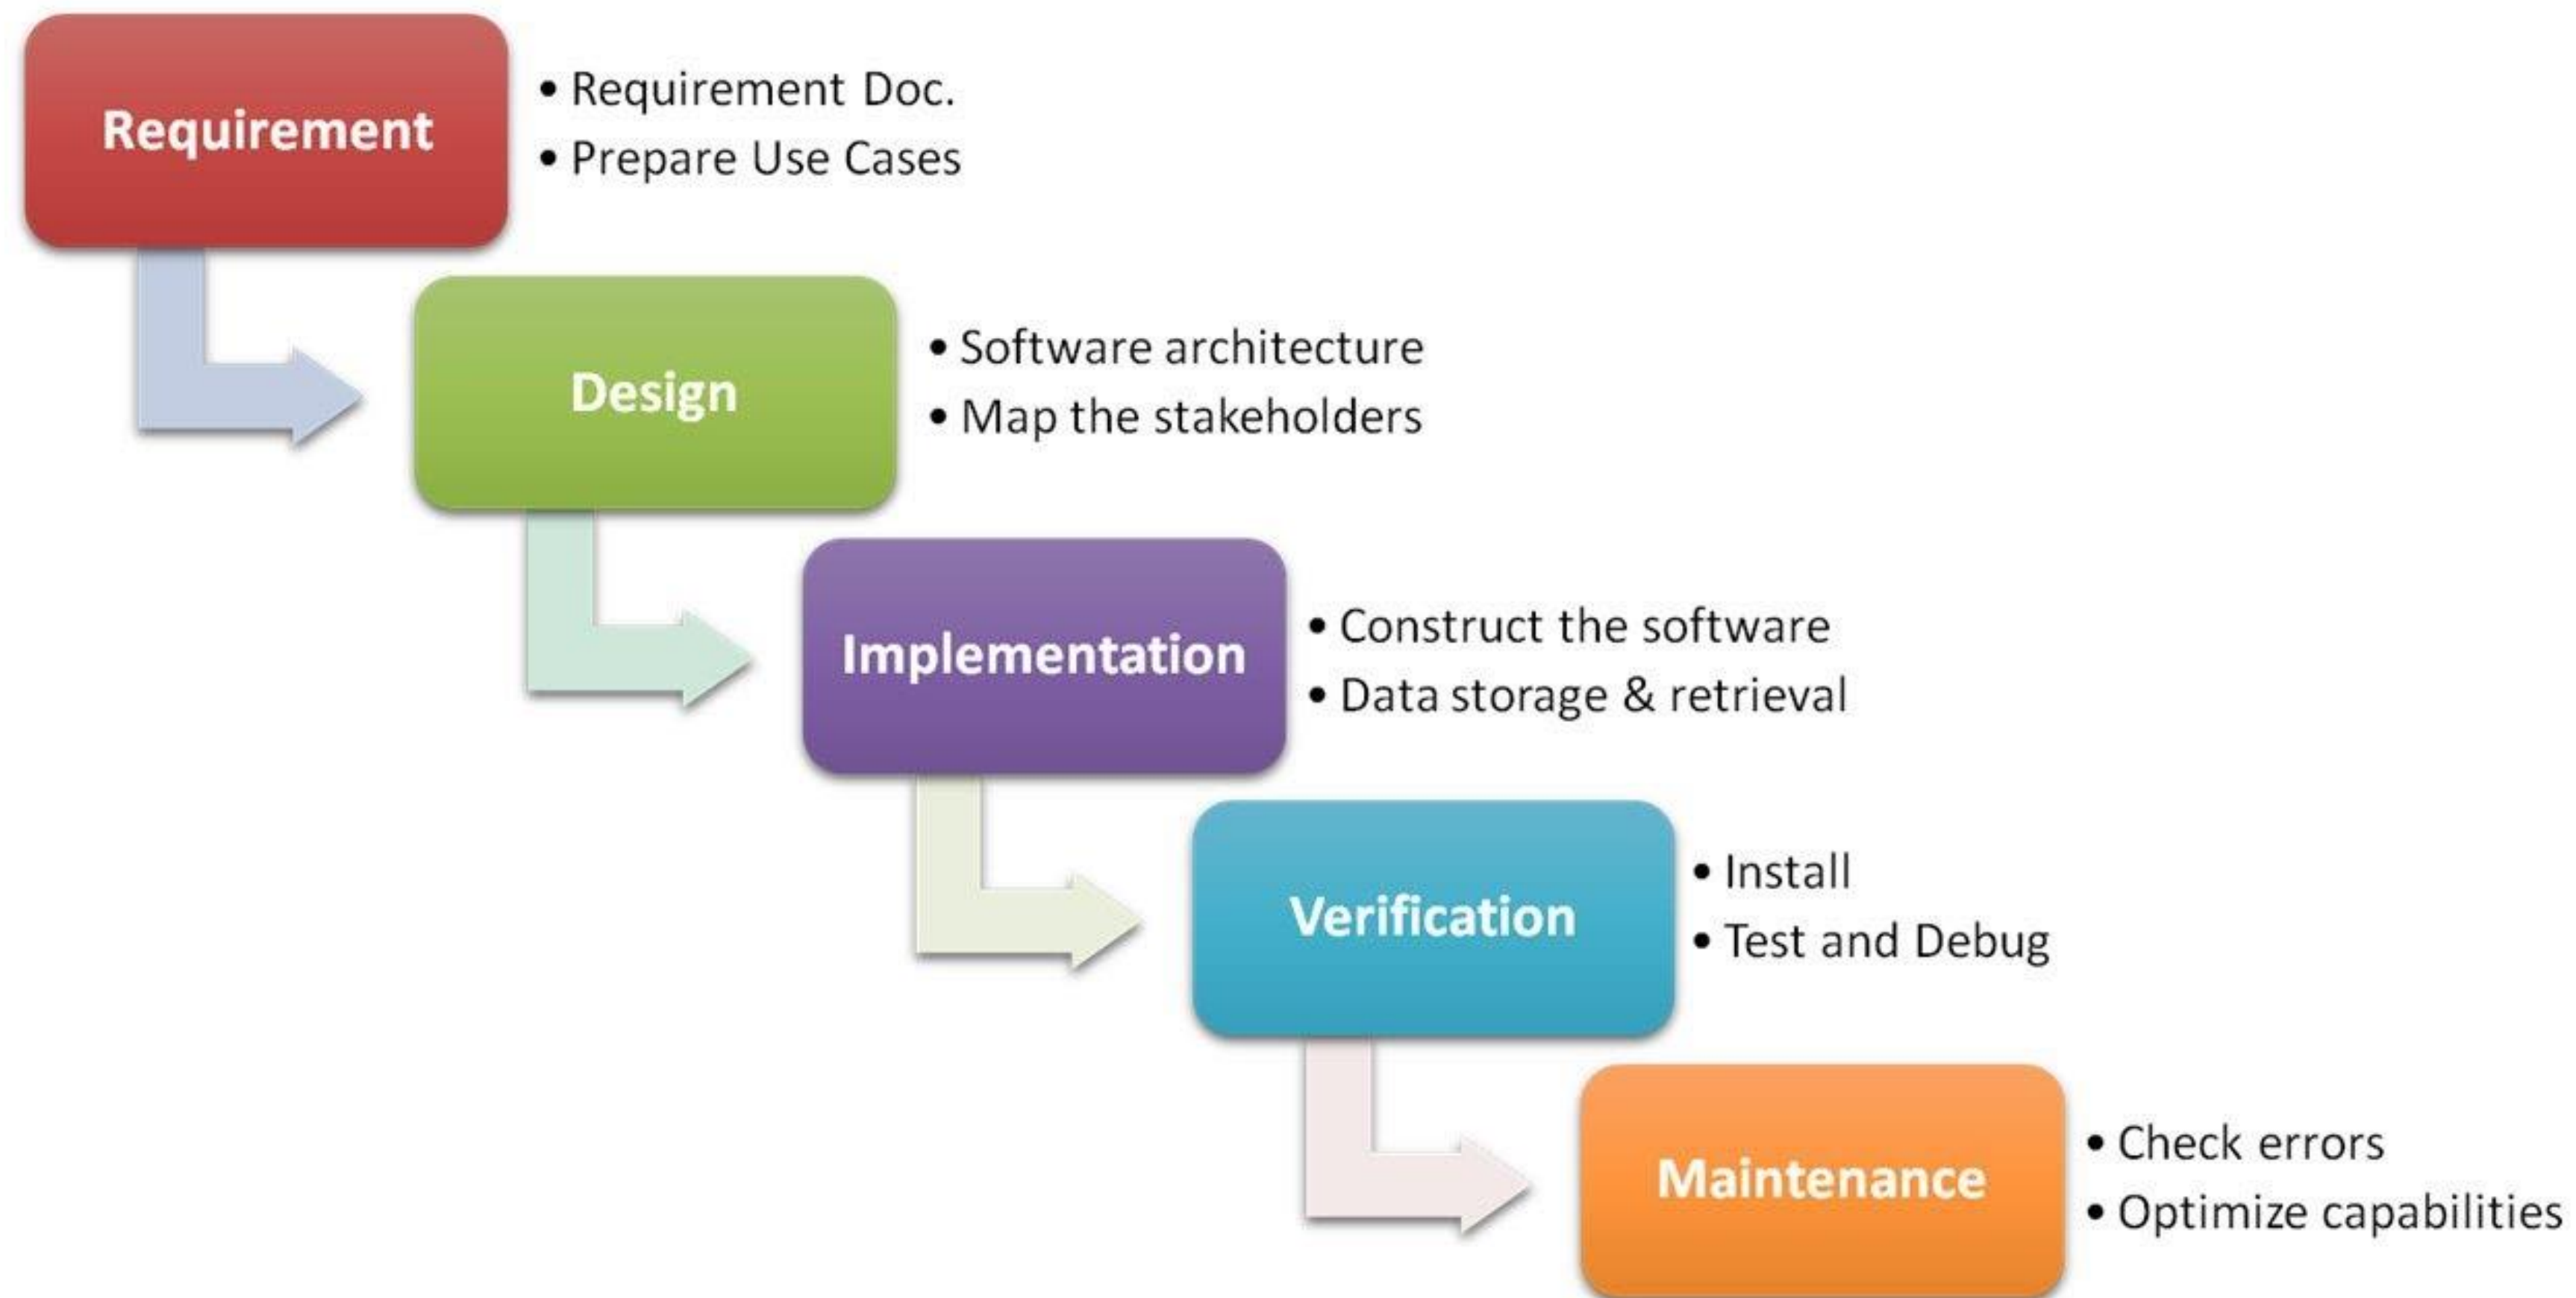 Requirement
• Requirement Doc.
• Prepare Use Cases
Design
• Software architecture
• Map the stakeholders
Implementation
• Construct the software
• Data storage & retrieval
Verification
• Install
• Test and Debug
Maintenance
• Check errors
• Optimize capabilities